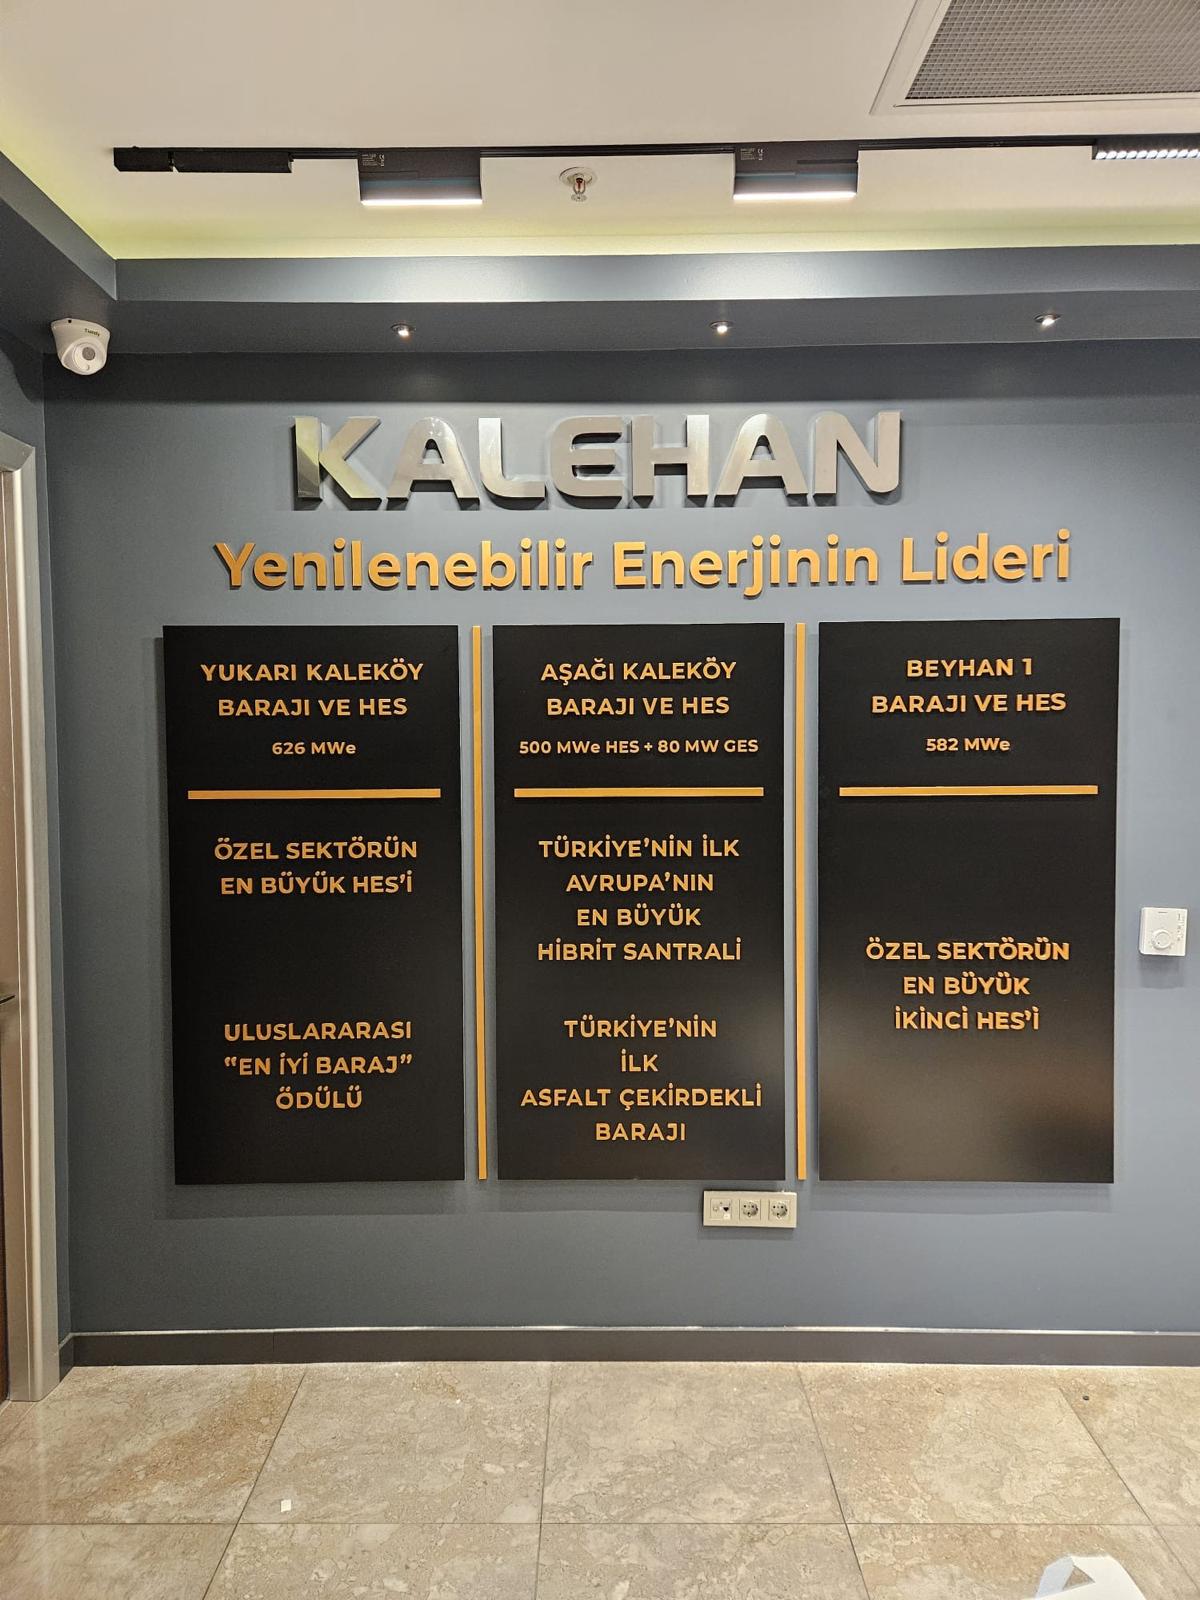 KALEHAN
Yenilenebilir Enerjinin Lideri
YUKARI KALEKÖY
BARAJI VE HES
626 MWe
ÖZEL SEKTÖRÜN
EN BÜYÜK HES'İ
ULUSLARARASI
“EN İYİ BARAJ”
ÖDÜLÜ
AŞAĞI KALEKÖY
BARAJI VE HES
500 MWe HES + 80 MW GES
TÜRKİYE'NİN İLK
AVRUPA'NIN
EN BÜYÜK
HİBRİT SANTRALİ
TÜRKİYE'NİN
İLK
ASFALT ÇEKİRDEKLİ
BARAJI
BEYHAN 1
BARAJI VE HES
582 MWe
ÖZEL SEKTÖRÜN
EN BÜYÜK
İKİNCİ HES'İ